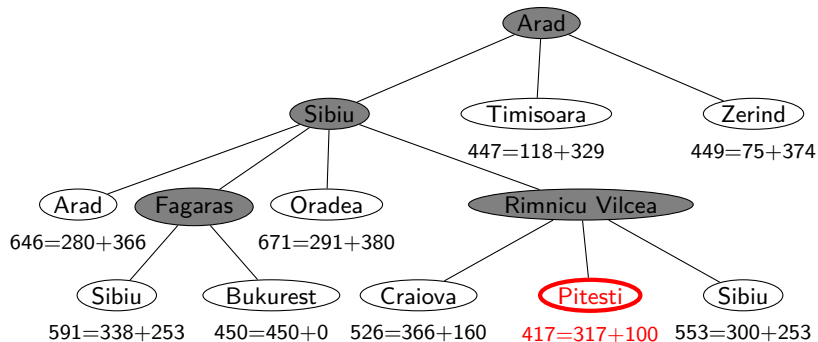 Arad
Sibiu Timisoara Zerind
447=118+329 449=75+374
Arad Fagaras Oradea Rimnicu Vilcea
646=280+366 671=291+380
Sibiu Bukurest Craiova Pitesti Sibiu
591=338+253 450=450+0 526=366+160 417=317+100 553=300+253